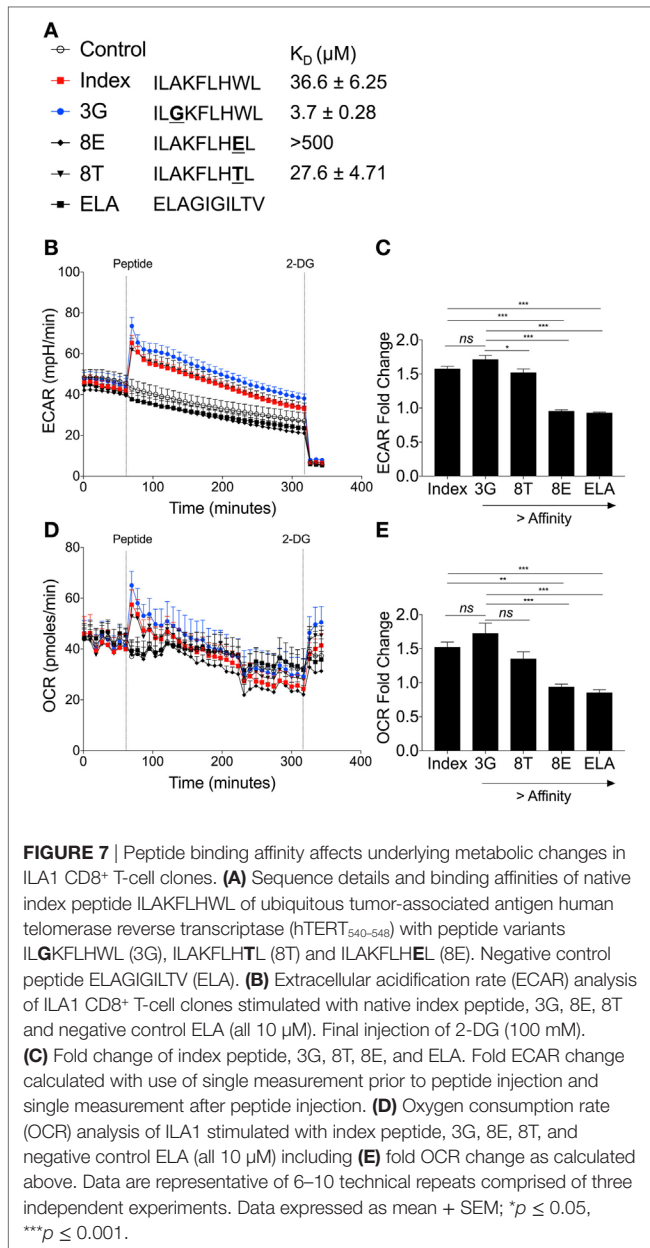 A
Control
K_D (µM)
Index ILAKFLHWL 36.6 ± 6.25
3G ILGKFLHWL 3.7 ± 0.28
8E ILAKFLHEL >500
8T ILAKFLHTL 27.6 ± 4.71
ELA ELAGIGILTV
B
Peptide 2-DG
100
80
60
40
20
0
ECAR (mpH/min)
0 100 200 300 400
Time (minutes)
C
***
***
***
***
ns
*
2.0
1.5
1.0
0.5
0.0
ECAR Fold Change
Index 3G 8T 8E ELA
> Affinity
D
Peptide 2-DG
80
60
40
20
0
OCR (pmoles/min)
0 100 200 300 400
Time (minutes)
E
***
**
***
***
ns ns
2.0
1.5
1.0
0.5
0.0
OCR Fold Change
Index 3G 8T 8E ELA
> Affinity
FIGURE 7 | Peptide binding affinity affects underlying metabolic changes in
ILA1 CD8⁺ T-cell clones. (A) Sequence details and binding affinities of native
index peptide ILAKFLHWL of ubiquitous tumor-associated antigen human
telomerase reverse transcriptase (hTERT₅₄₀₋₅₄₈) with peptide variants
ILGKFLHWL (3G), ILAKFLHTL (8T) and ILAKFLHEL (8E). Negative control
peptide ELAGIGILTV (ELA). (B) Extracellular acidification rate (ECAR) analysis
of ILA1 CD8⁺ T-cell clones stimulated with native index peptide, 3G, 8E, 8T
and negative control ELA (all 10 µM). Final injection of 2-DG (100 mM).
(C) Fold change of index peptide, 3G, 8T, 8E, and ELA. Fold ECAR change
calculated with use of single measurement prior to peptide injection and
single measurement after peptide injection. (D) Oxygen consumption rate
(OCR) analysis of ILA1 stimulated with index peptide, 3G, 8E, 8T, and
negative control ELA (all 10 µM) including (E) fold OCR change as calculated
above. Data are representative of 6–10 technical repeats comprised of three
independent experiments. Data expressed as mean + SEM; *p ≤ 0.05,
***p ≤ 0.001.